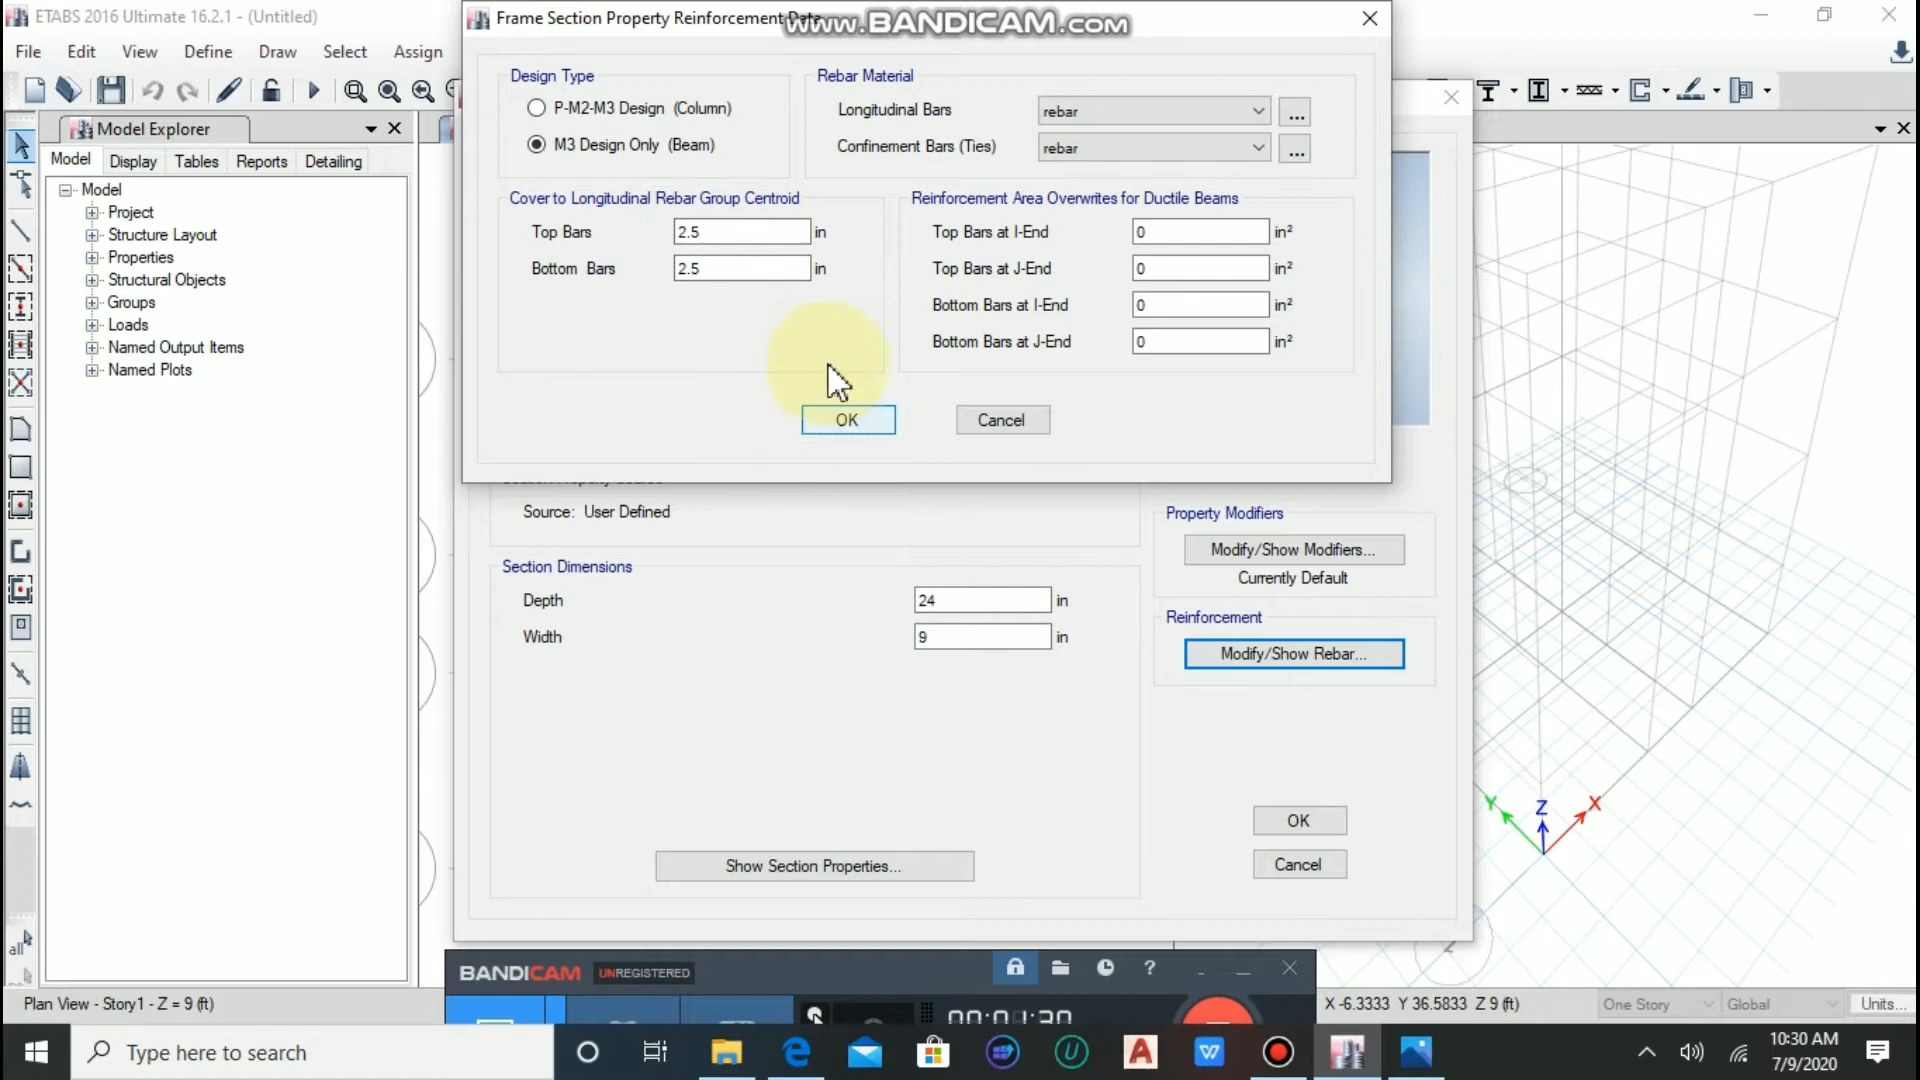 ETABS 2016 Ultimate 16.2.1 - (Untitled)
Frame Section Property Reinforcement Data
www.BANDICAM.com
File Edit View Define Draw Select Assign
Design Type
P-M2-M3 Design (Column)
M3 Design Only (Beam)
Rebar Material
Longitudinal Bars rebar ...
Confinement Bars (Ties) rebar ...
Model Explorer
Model Display Tables Reports Detailing
Model
Project
Structure Layout
Properties
Structural Objects
Groups
Loads
Named Output Items
Named Plots
Cover to Longitudinal Rebar Group Centroid
Top Bars 2.5 in
Bottom Bars 2.5 in
Reinforcement Area Overwrites for Ductile Beams
Top Bars at I-End 0 in²
Top Bars at J-End 0 in²
Bottom Bars at I-End 0 in²
Bottom Bars at J-End 0 in²
OK Cancel
Source: User Defined
Section Dimensions
Depth 24 in
Width 9 in
Show Section Properties...
Property Modifiers
Modify/Show Modifiers...
Currently Default
Reinforcement
Modify/Show Rebar...
OK
Cancel
Y Z X
all
BANDICAM UNREGISTERED
?
00:01:30
Plan View - Story1 - Z = 9 (ft)
X -6.3333 Y 36.5833 Z 9 (ft)
One Story Global Units...
Type here to search
10:30 AM
7/9/2020